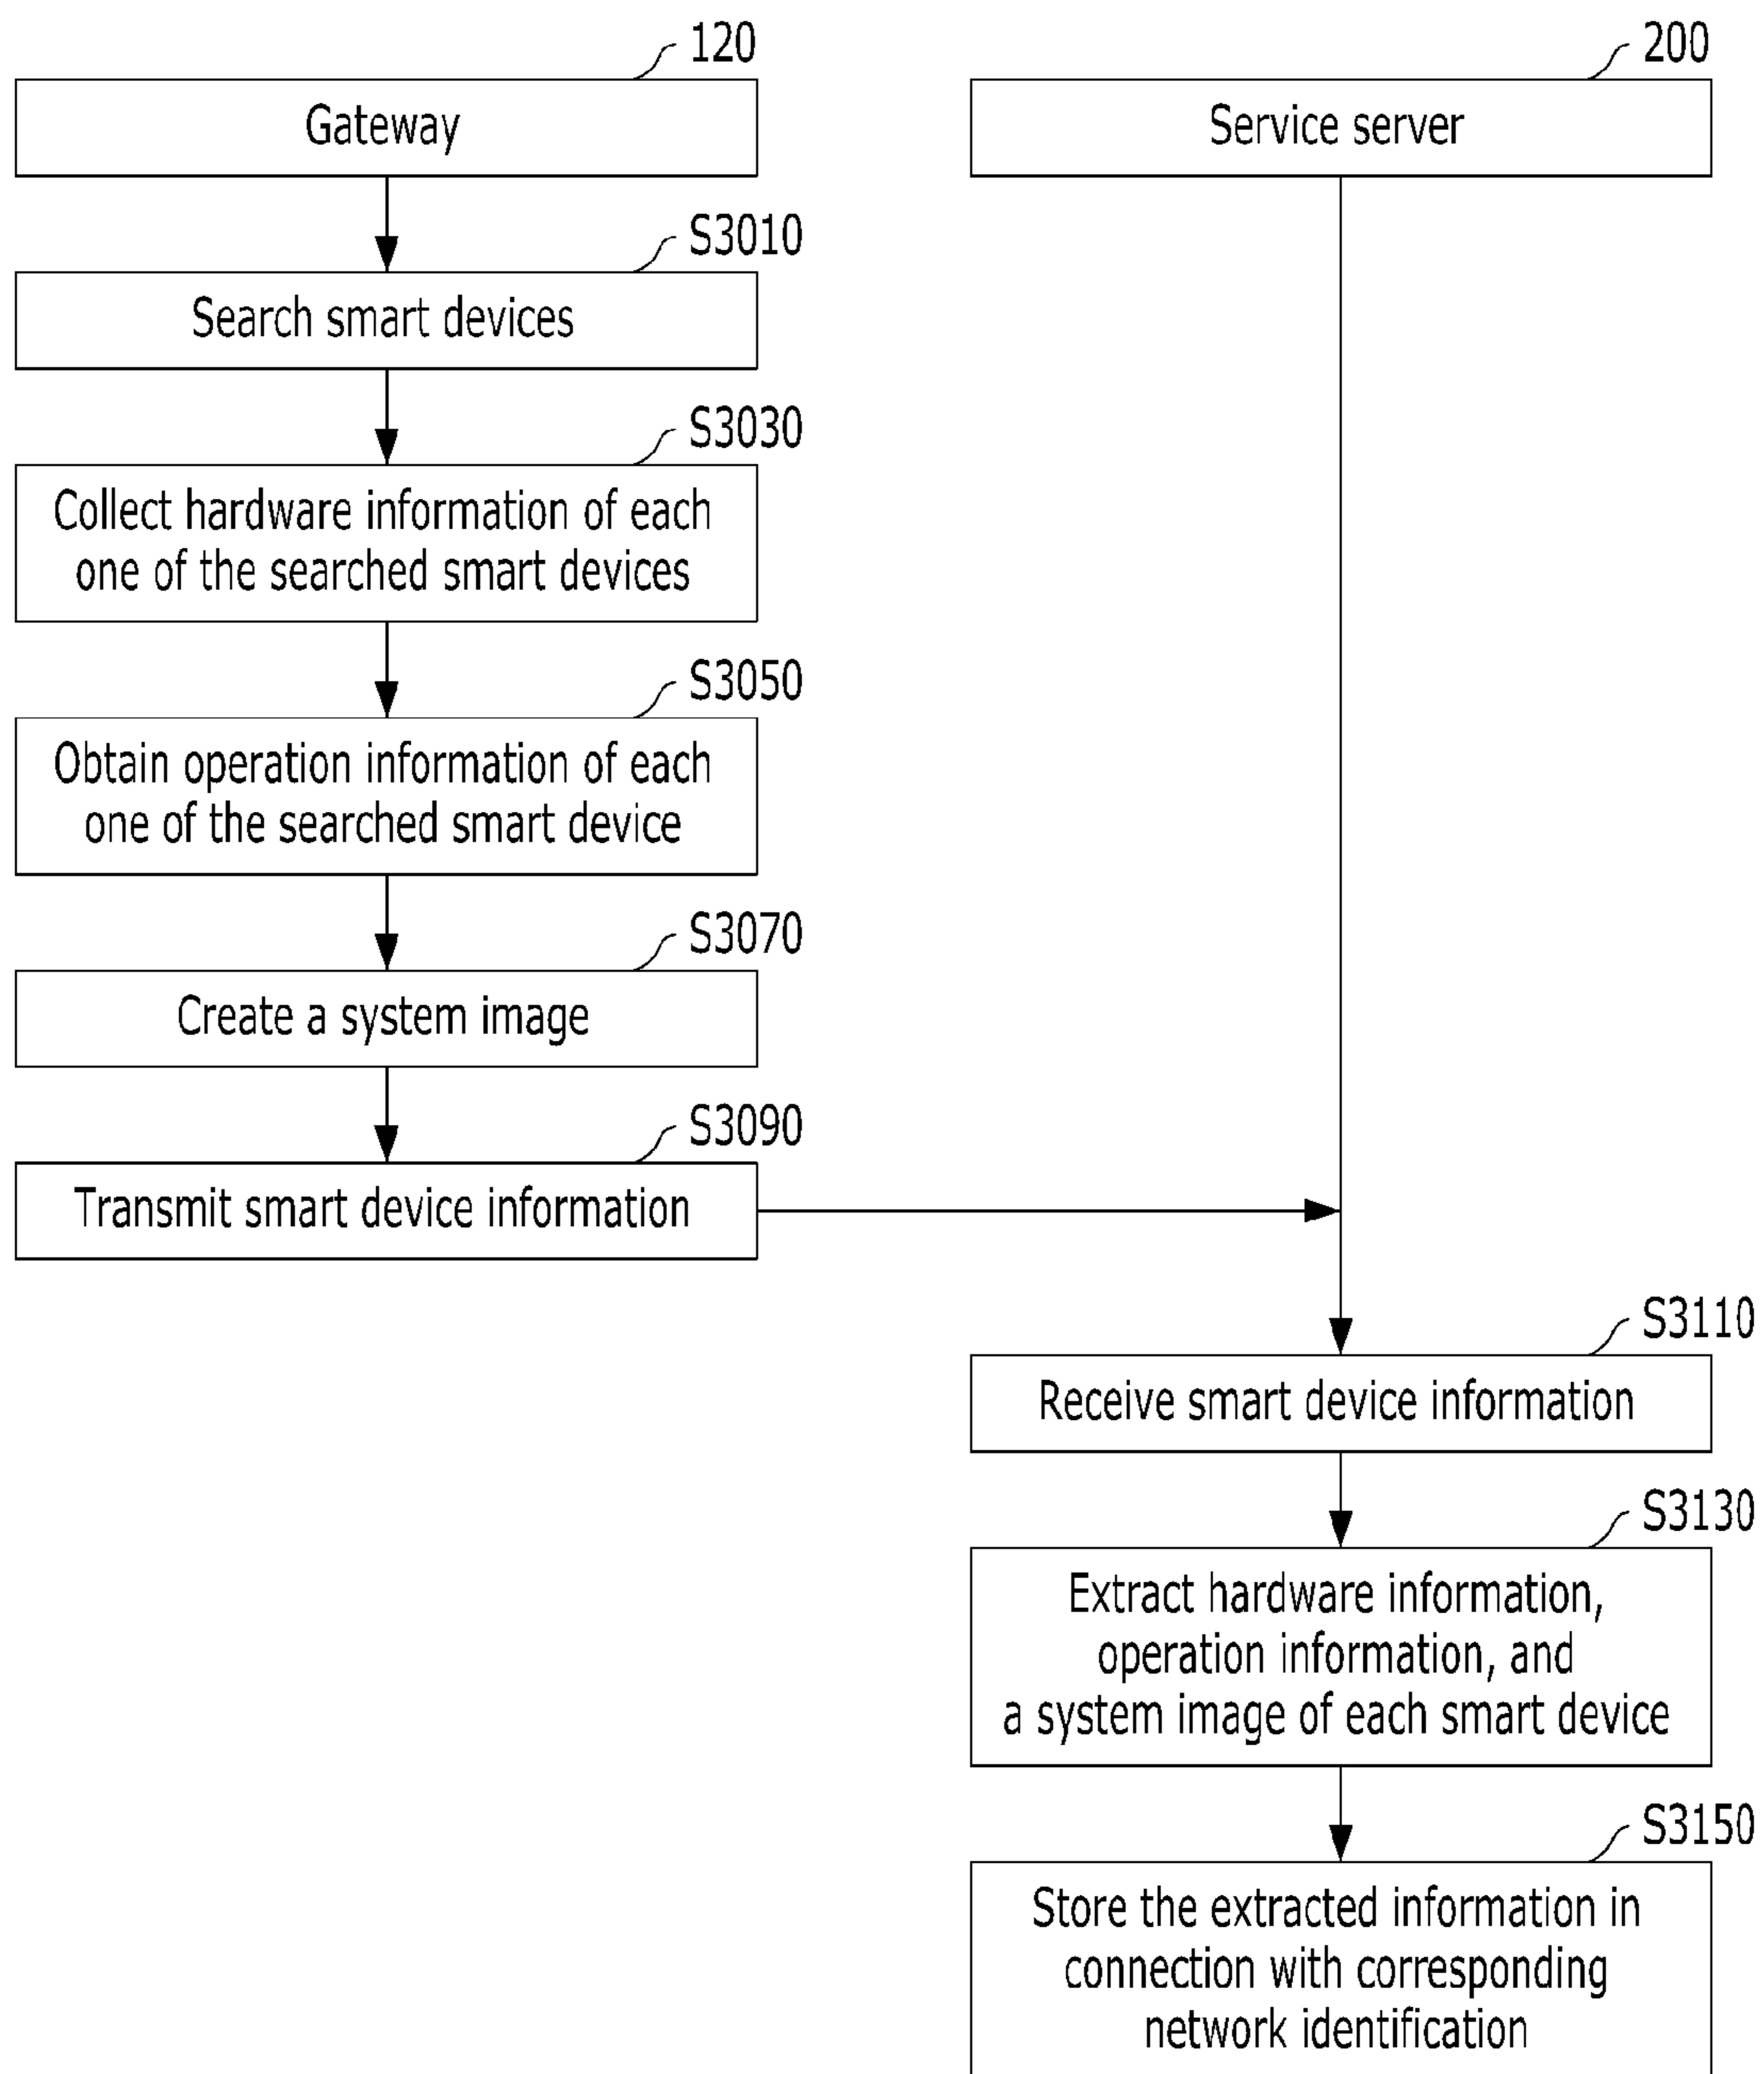 120
Gateway
200
Service server
S3010
Search smart devices
S3030
Collect hardware information of each
one of the searched smart devices
S3050
Obtain operation information of each
one of the searched smart device
S3070
Create a system image
S3090
Transmit smart device information
S3110
Receive smart device information
S3130
Extract hardware information,
operation information, and
a system image of each smart device
S3150
Store the extracted information in
connection with corresponding
network identification